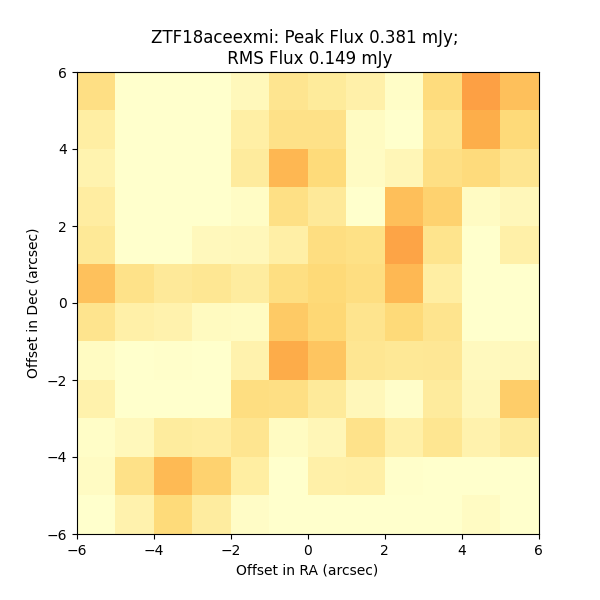 ZTF18aceexmi: Peak Flux 0.381 mJy;
RMS Flux 0.149 mJy
6
4
2
0
−2
−4
−6
Offset in Dec (arcsec)
−6 −4 −2 0 2 4 6
Offset in RA (arcsec)